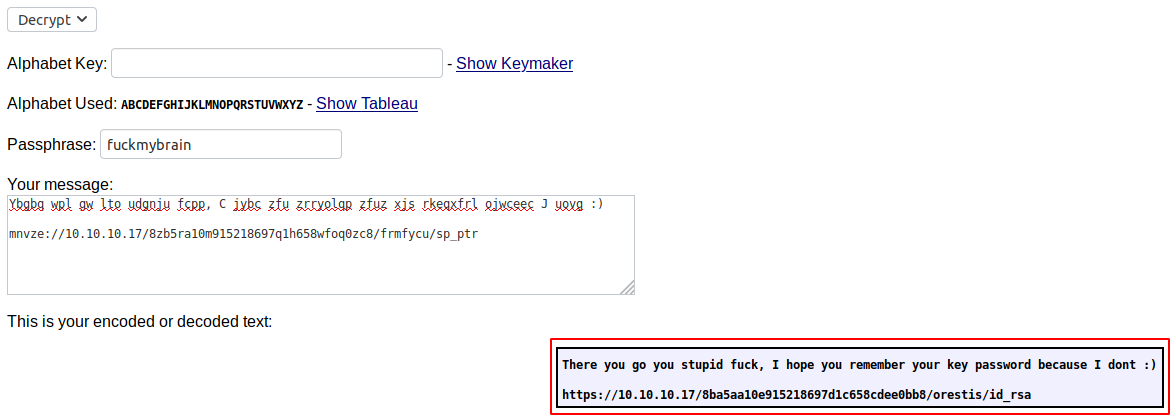 Decrypt
Alphabet Key: - Show Keymaker
Alphabet Used: ABCDEFGHIJKLMNOPQRSTUVWXYZ - Show Tableau
Passphrase: fuckmybrain
Your message:
Ybgbq wpl gw lto udgnju fcpp, C jybc zfu zrryolqp zfuz xjs rkeqxfrl ojwceec J uovg :)
mnvze://10.10.10.17/8zb5ra10m915218697q1h658wfoq0zc8/frmfycu/sp_ptr
This is your encoded or decoded text:
There you go you stupid fuck, I hope you remember your key password because I dont :)
https://10.10.10.17/8ba5aa10e915218697d1c658cdee0bb8/orestis/id_rsa